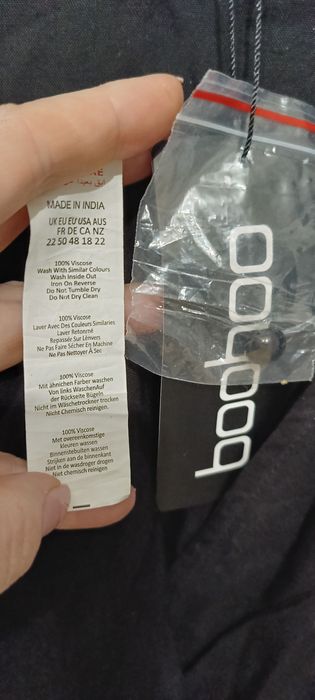 MADE IN INDIA
UK EU EU USA AUS
FR DE CA NZ
22 50 48 18 22
100% Viscose
Wash With Similar Colours
Wash Inside Out
Iron On Reverse
Do Not Tumble Dry
Do Not Dry Clean
100% Viscose
Laver Avec Des Couleurs Similaries
Laver Retonrné
Repassée Sur Lénvers
Ne Pas Faire Sécher En Machine
Ne Pas Nettoyer À Sec
100% Viscose
Mit ähnlichen Farber waschen
Von links WaschenAuf
der Rückseite Bügeln
Nicht im Wäschetrockner trocken
Nicht Chemisch reinigen.
100% Viscose
Met overeenkomstige
kleuren wassen
Binnenstebuiten wassen
Strijken aan de binnenkant
Niet in de wasdroger drogen
Niet chemisch reinigen
boohoo